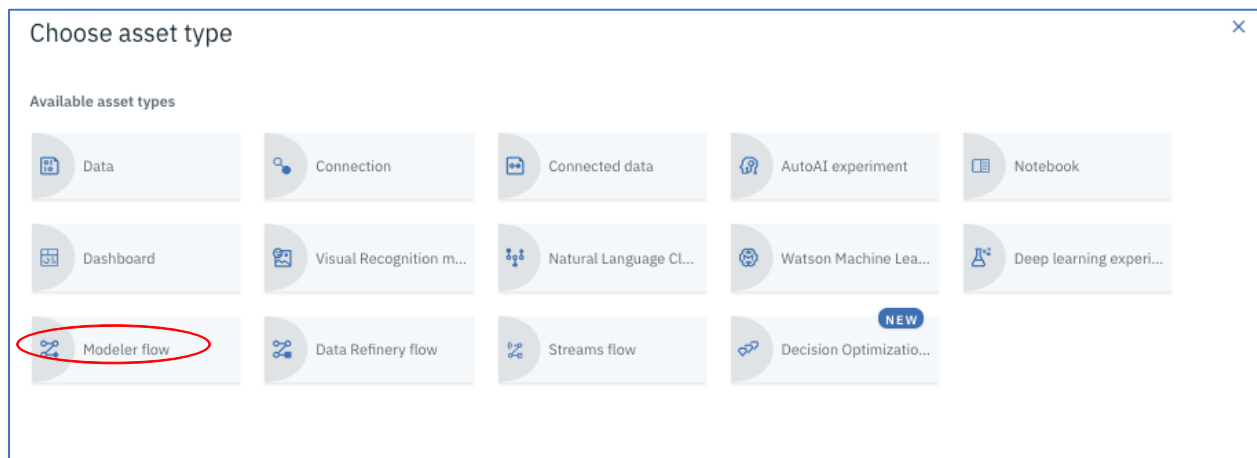 Choose asset type
Available asset types
Data
Connection
Connected data
AutoAI experiment
Notebook
Dashboard
Visual Recognition m...
Natural Language Cl...
Watson Machine Lea...
Deep learning experi...
NEW
Modeler flow
Data Refinery flow
Streams flow
Decision Optimizatio...